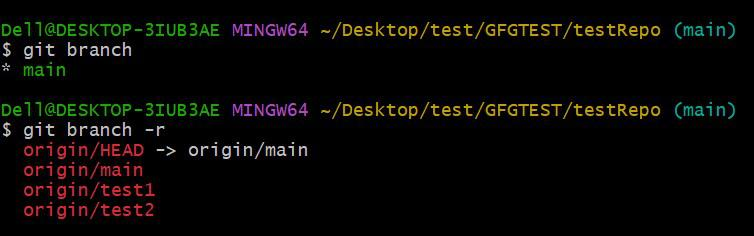 Dell@DESKTOP-3IUB3AE MINGW64 ~/Desktop/test/GFGTEST/testRepo (main)
$ git branch
* main
Dell@DESKTOP-3IUB3AE MINGW64 ~/Desktop/test/GFGTEST/testRepo (main)
$ git branch -r
origin/HEAD -> origin/main
origin/main
origin/test1
origin/test2